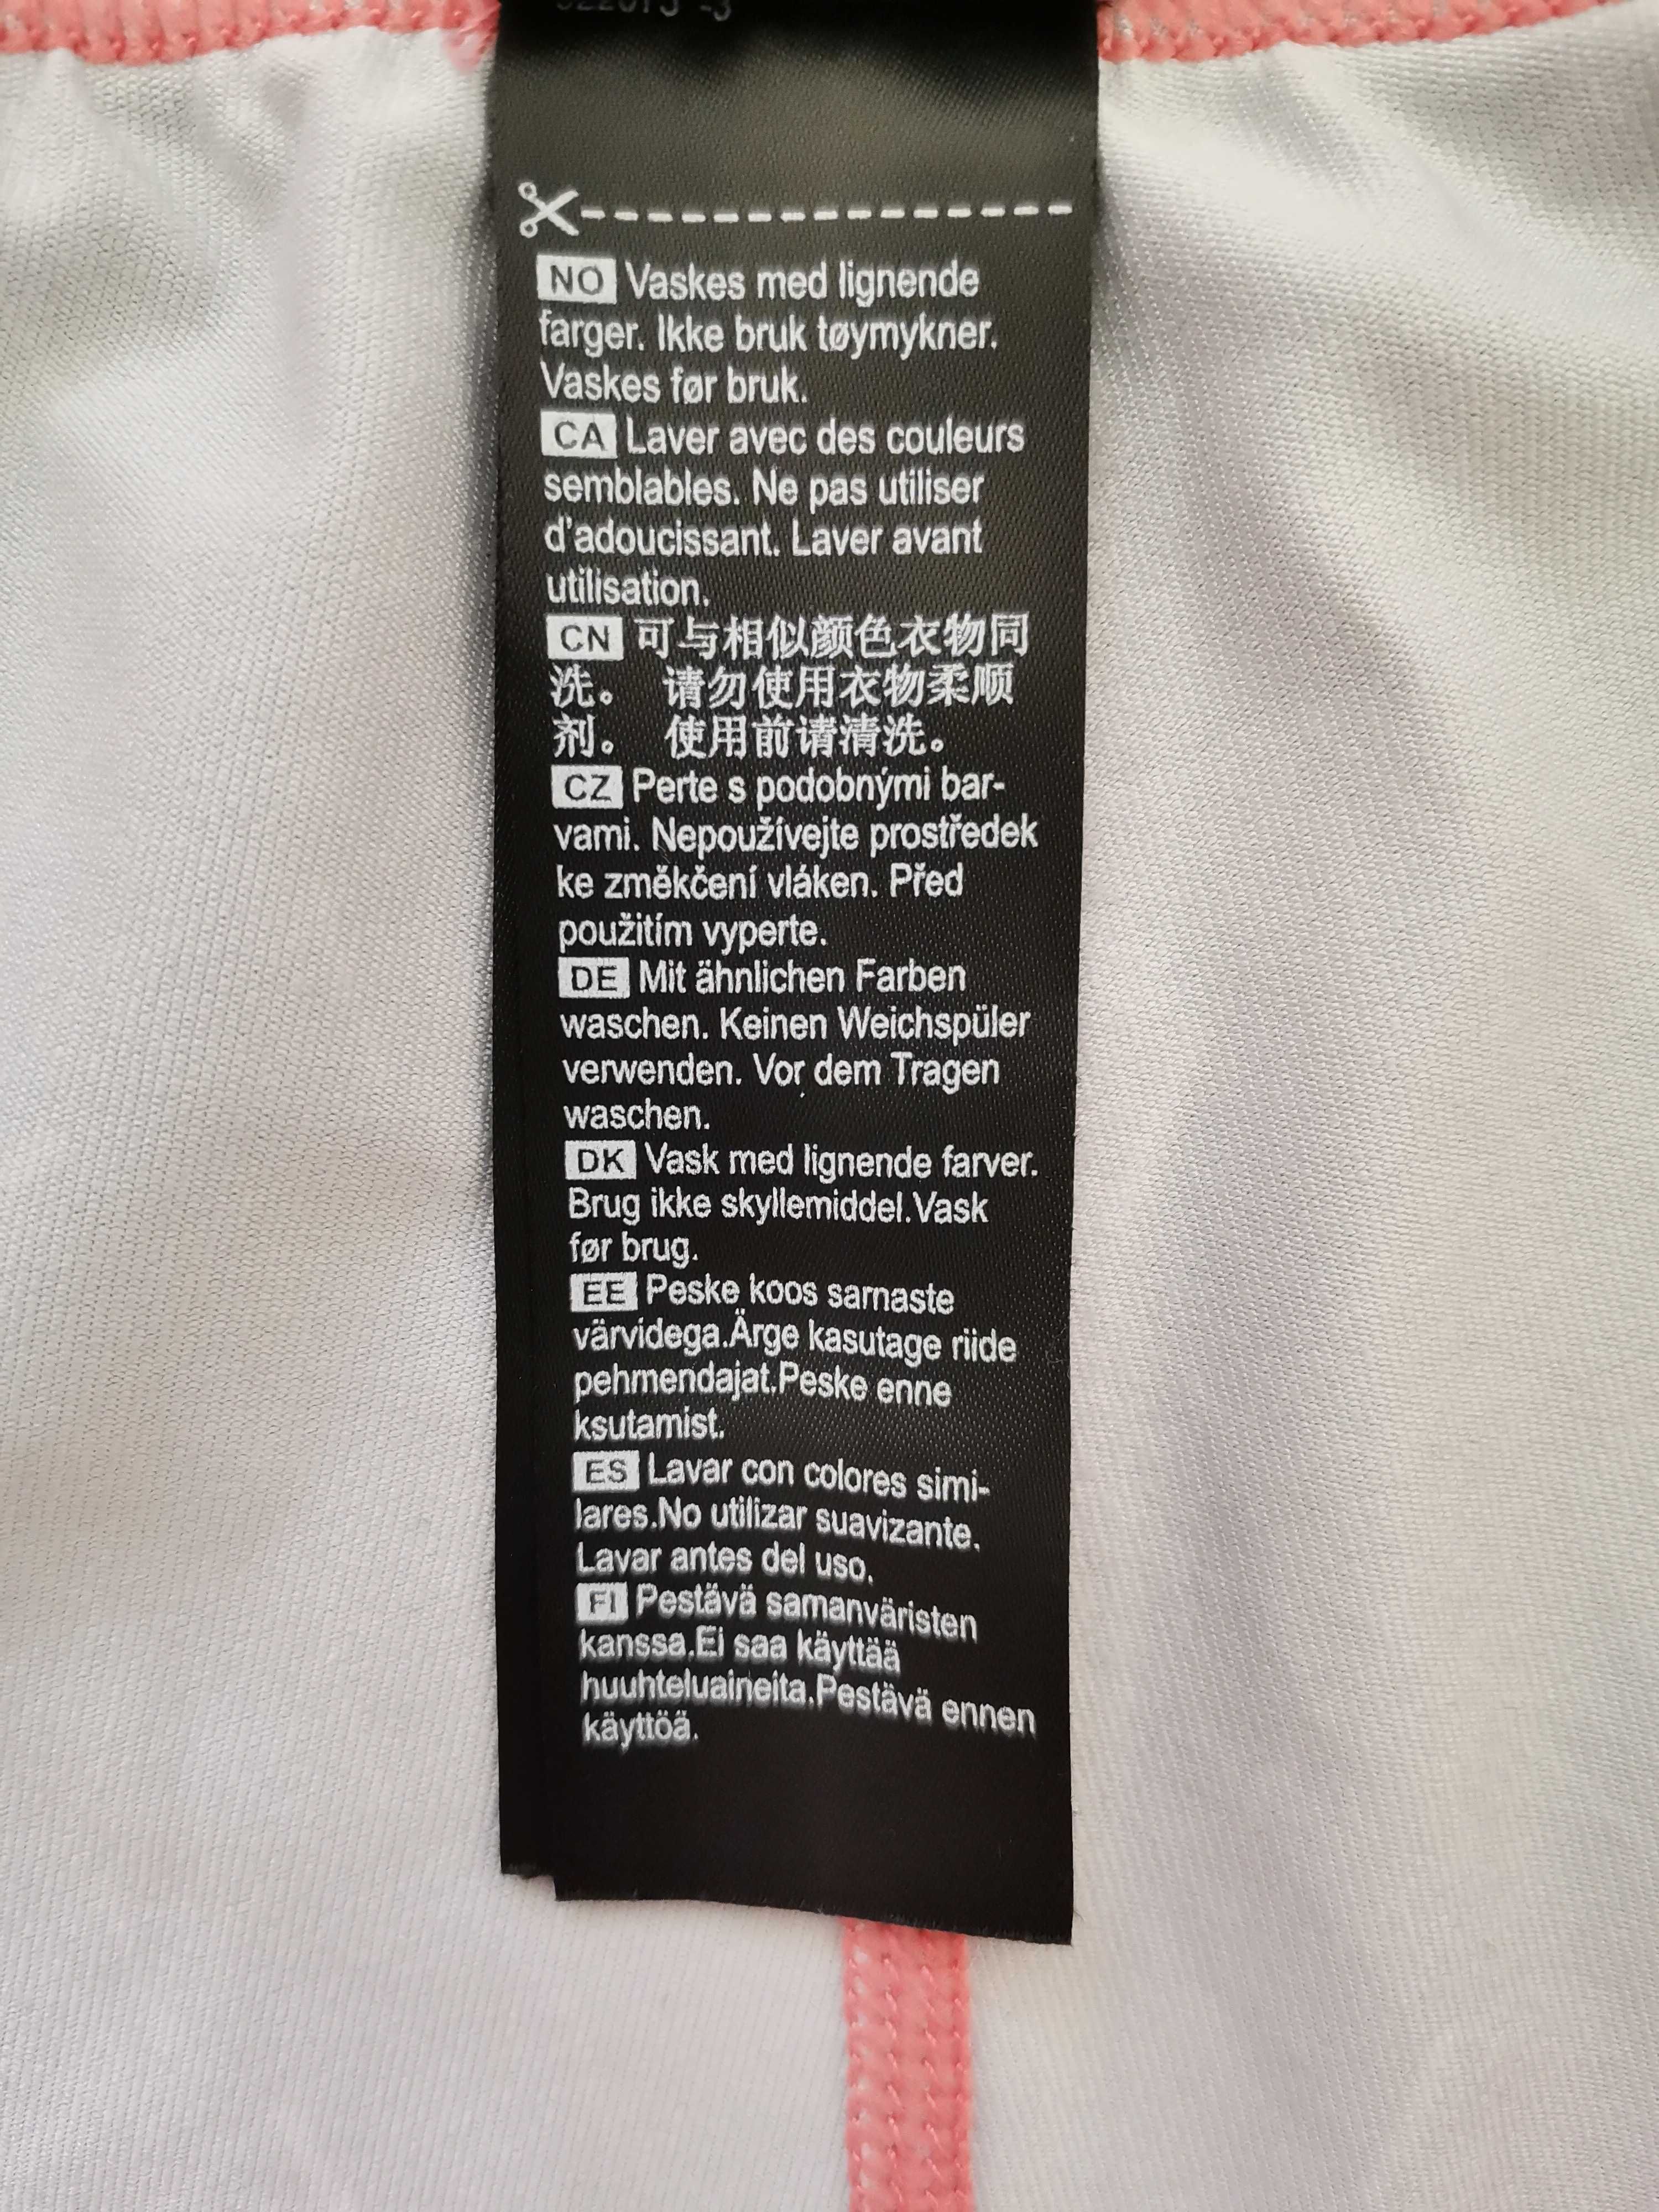 NO Vaskes med lignende
farger. Ikke bruk tøymykner.
Vaskes før bruk.
CA Laver avec des couleurs
semblables. Ne pas utiliser
d'adoucissant. Laver avant
utilisation.
CN 可与相似颜色衣物同
洗。 请勿使用衣物柔顺
剂。 使用前请清洗。
CZ Perte s podobnými bar-
vami. Nepoužívejte prostředek
ke změkčení vláken. Před
použitím vyperte.
DE Mit ähnlichen Farben
waschen. Keinen Weichspüler
verwenden. Vor dem Tragen
waschen.
DK Vask med lignende farver.
Brug ikke skyllemiddel.Vask
før brug.
EE Peske koos sarnaste
värvidega.Ärge kasutage riide
pehmendajat.Peske enne
ksutamist.
ES Lavar con colores simi-
lares.No utilizar suavizante.
Lavar antes del uso.
FI Pestävä samanväristen
kanssa.Ei saa käyttää
huuhteluaineita.Pestävä ennen
käyttöä.